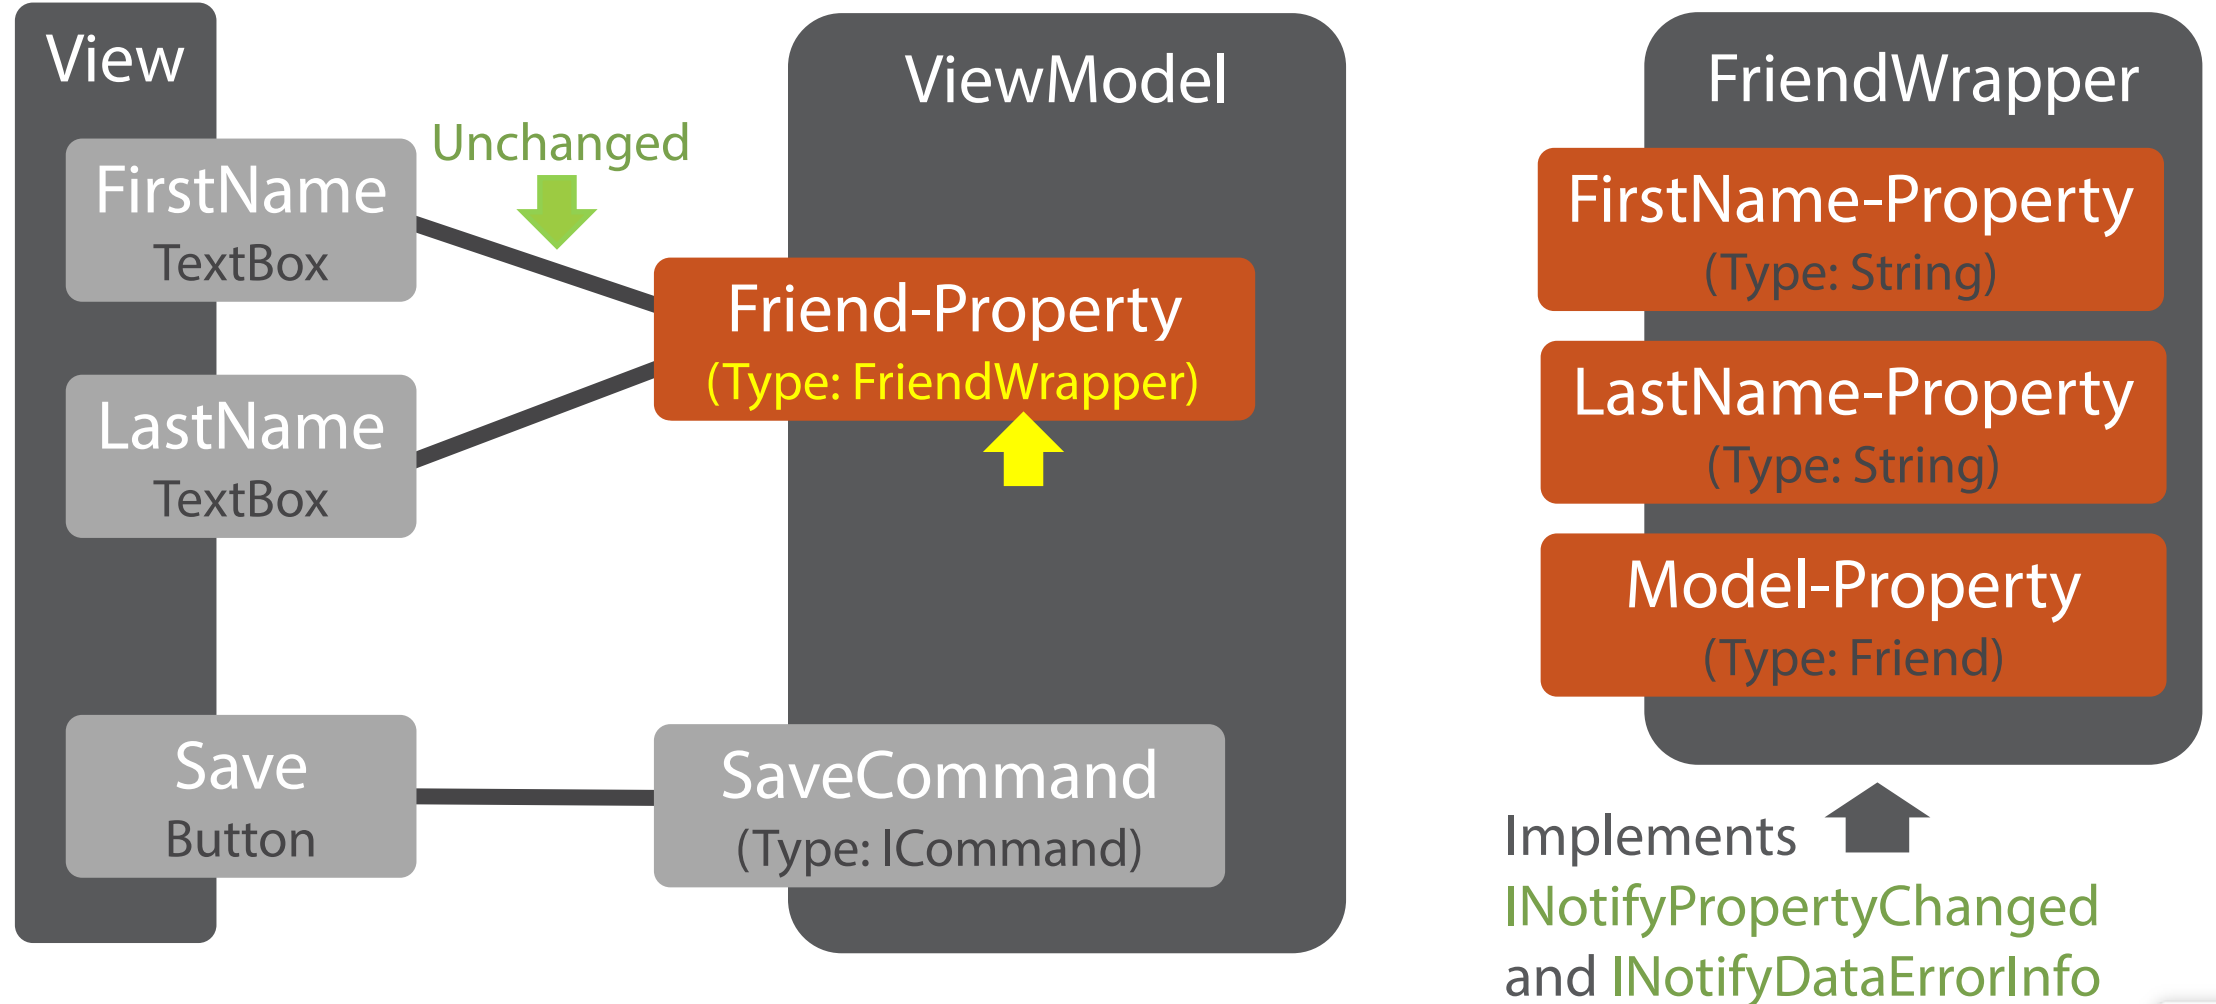 View
FirstName
TextBox
LastName
TextBox
Save
Button
Unchanged
ViewModel
Friend-Property
(Type: FriendWrapper)
SaveCommand
(Type: ICommand)
FriendWrapper
FirstName-Property
(Type: String)
LastName-Property
(Type: String)
Model-Property
(Type: Friend)
Implements
INotifyPropertyChanged
and INotifyDataErrorInfo